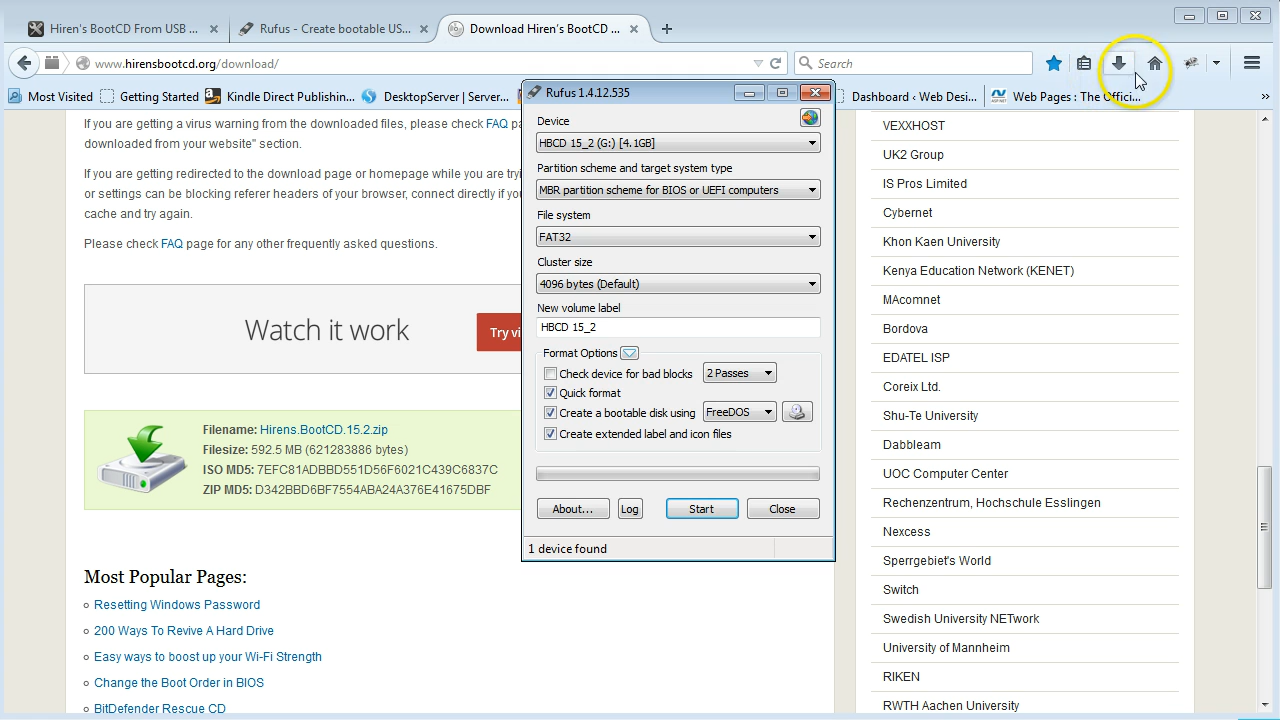 Hiren's BootCD From USB ...
Rufus - Create bootable US...
Download Hiren's BootCD ...
www.hirensbootcd.org/download/
Search
Most Visited
Getting Started
Kindle Direct Publishin...
DesktopServer | Server...
Dashboard ‹ Web Dai...
Web Pages : The Offici...
If you are getting a virus warning from the downloaded files, please check FAQ
downloaded from your website" section.
If you are getting redirected to the download page or homepage while you are
or settings can be blocking referer headers of your browser, connect directly if
cache and try again.
Please check FAQ page for any other frequently asked questions.
Watch it work
Try
Filename: Hirens.BootCD.15.2.zip
Filesize: 592.5 MB (621283886 bytes)
ISO MD5: 7EFC81ADBBD551D56F6021C439C6837C
ZIP MD5: D342BBD6BF7554ABA24A376E41675DBF
Most Popular Pages:
Resetting Windows Password
200 Ways To Revive A Hard Drive
Easy ways to boost up your Wi-Fi Strength
Change the Boot Order in BIOS
BitDefender Rescue CD
Rufus 1.4.12.535
Device
HBCD 15_2 (G:) [4.1GB]
Partition scheme and target system type
MBR partition scheme for BIOS or UEFI computers
File system
FAT32
Cluster size
4096 bytes (Default)
New volume label
HBCD 15_2
Format Options
Check device for bad blocks
2 Passes
Quick format
Create a bootable disk using
FreeDOS
Create extended label and icon files
About...
Log
Start
Close
1 device found
VEXXHOST
UK2 Group
IS Pros Limited
Cybernet
Khon Kaen University
Kenya Education Network (KENET)
MAcomnet
Bordova
EDATEL ISP
Coreix Ltd.
Shu-Te University
Dabbleam
UOC Computer Center
Rechenzentrum, Hochschule Esslingen
Nexcess
Sperrgebiet's World
Switch
Swedish University NETwork
University of Mannheim
RIKEN
RWTH Aachen University